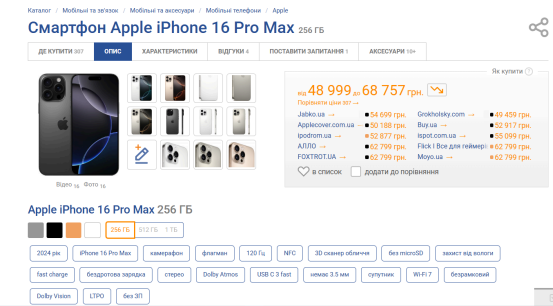 Каталог / Мобільні та зв'язок / Мобільні та аксесуари / Мобільні телефони / Apple
Смартфон Apple iPhone 16 Pro Max 256 ГБ
ДЕ КУПИТИ 357 ОПИС ХАРАКТЕРИСТИКИ ВІДГУКИ 4 ПОСТАВИТИ ЗАПИТАННЯ 1 АКСЕСУАРИ 10+
Як купити ?
від 48 999 до 68 757 грн.
Порівняти ціни 357 →
Jabko.ua → 54 699 грн. Grokholsky.com → 49 459 грн.
Applecover.com.ua → 50 188 грн. Buy.ua → 52 917 грн.
ipodrom.ua → 52 877 грн. ispot.com.ua → 55 099 грн.
АЛЛО → 62 799 грн. Flick I Все для геймерс 62 799 грн.
FOXTROT.UA → 62 799 грн. Moyo.ua → 62 799 грн.
в список додати до порівняння
Відео 16 Фото 16
Apple iPhone 16 Pro Max 256 ГБ
256 ГБ 512 ГБ 1 ТБ
2024 рік iPhone 16 Pro Max камерафон флагман 120 Гц NFC 3D сканер обличчя без microSD захист від вологи
fast charge бездротова зарядка стерео Dolby Atmos USB C 3 fast немає 3.5 мм супутник Wi-Fi 7 безрамковий
Dolby Vision LTPO без ЗП